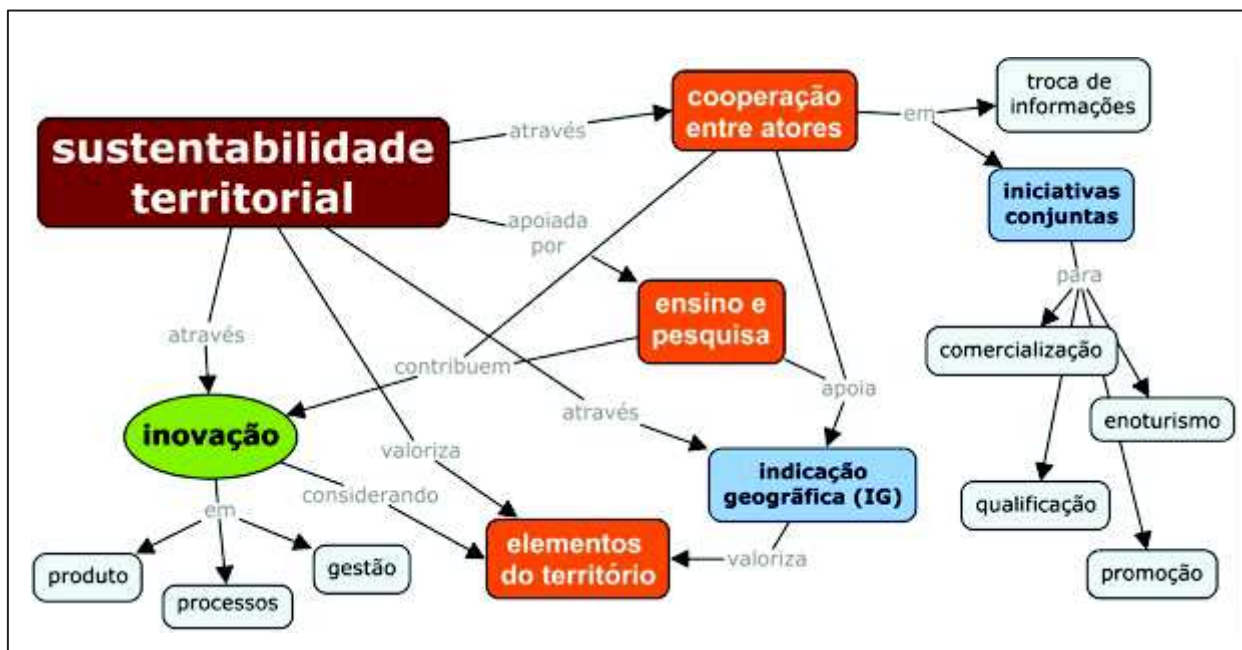 sustentabilidade
territorial
através
cooperação
entre atores
em
troca de
informações
iniciativas
conjuntas
para
comercialização
enoturismo
qualificação
promoção
apoiada
por
ensino e
pesquisa
contribuem
apoia
através
inovação
através
valoriza
considerando
indicação
geográfica (IG)
valoriza
elementos
do território
em
produto
processos
gestão